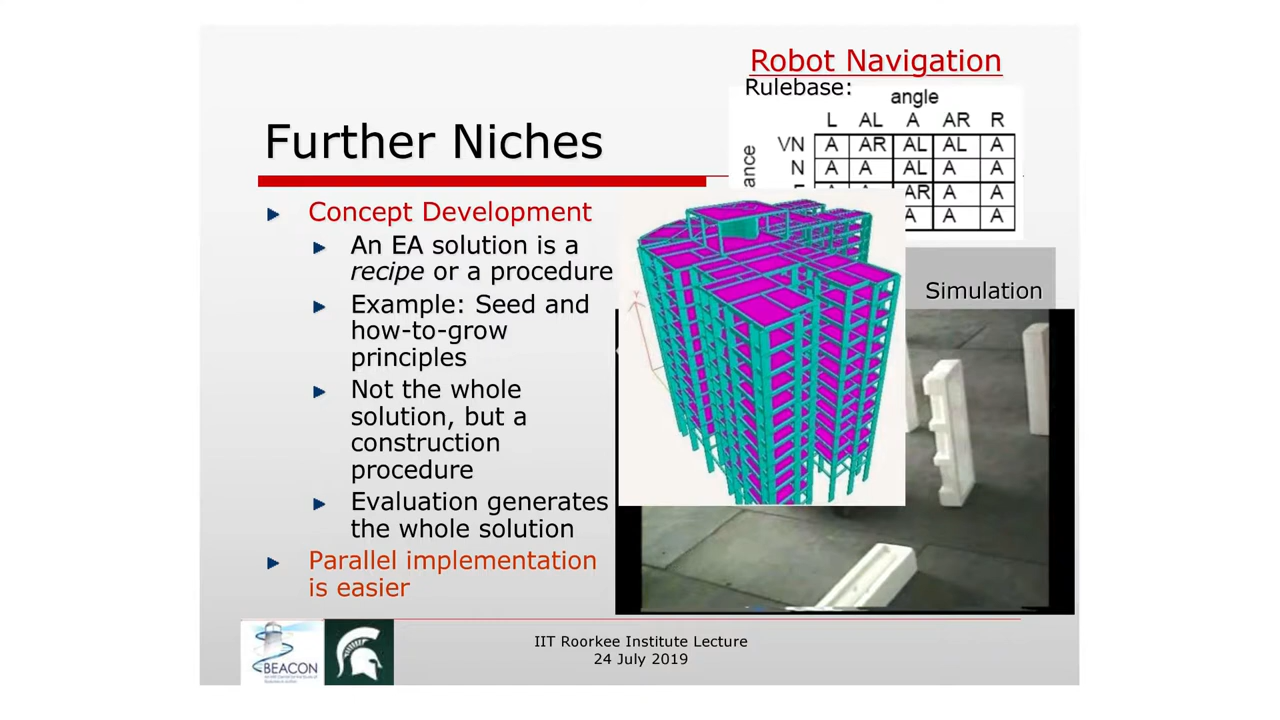 Robot Navigation
Rulebase:
angle
L AL A AR R
VN A AR AL AL A
ance
N A A AL A A
AR A A
A A A
Further Niches
Concept Development
An EA solution is a
recipe or a procedure
Example: Seed and
how-to-grow
principles
Not the whole
solution, but a
construction
procedure
Evaluation generates
the whole solution
Parallel implementation
is easier
Simulation
Y
BEACON
IIT Roorkee Institute Lecture
24 July 2019